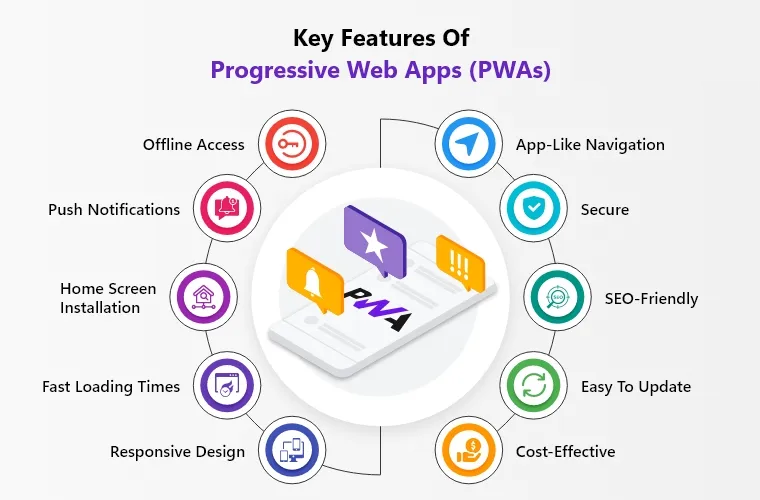 Key Features Of
Progressive Web Apps (PWAs)
Offline Access
Push Notifications
Home Screen
Installation
Fast Loading Times
Responsive Design
App-Like Navigation
Secure
SEO-Friendly
Easy To Update
Cost-Effective
PWA
!!!
SEO
$